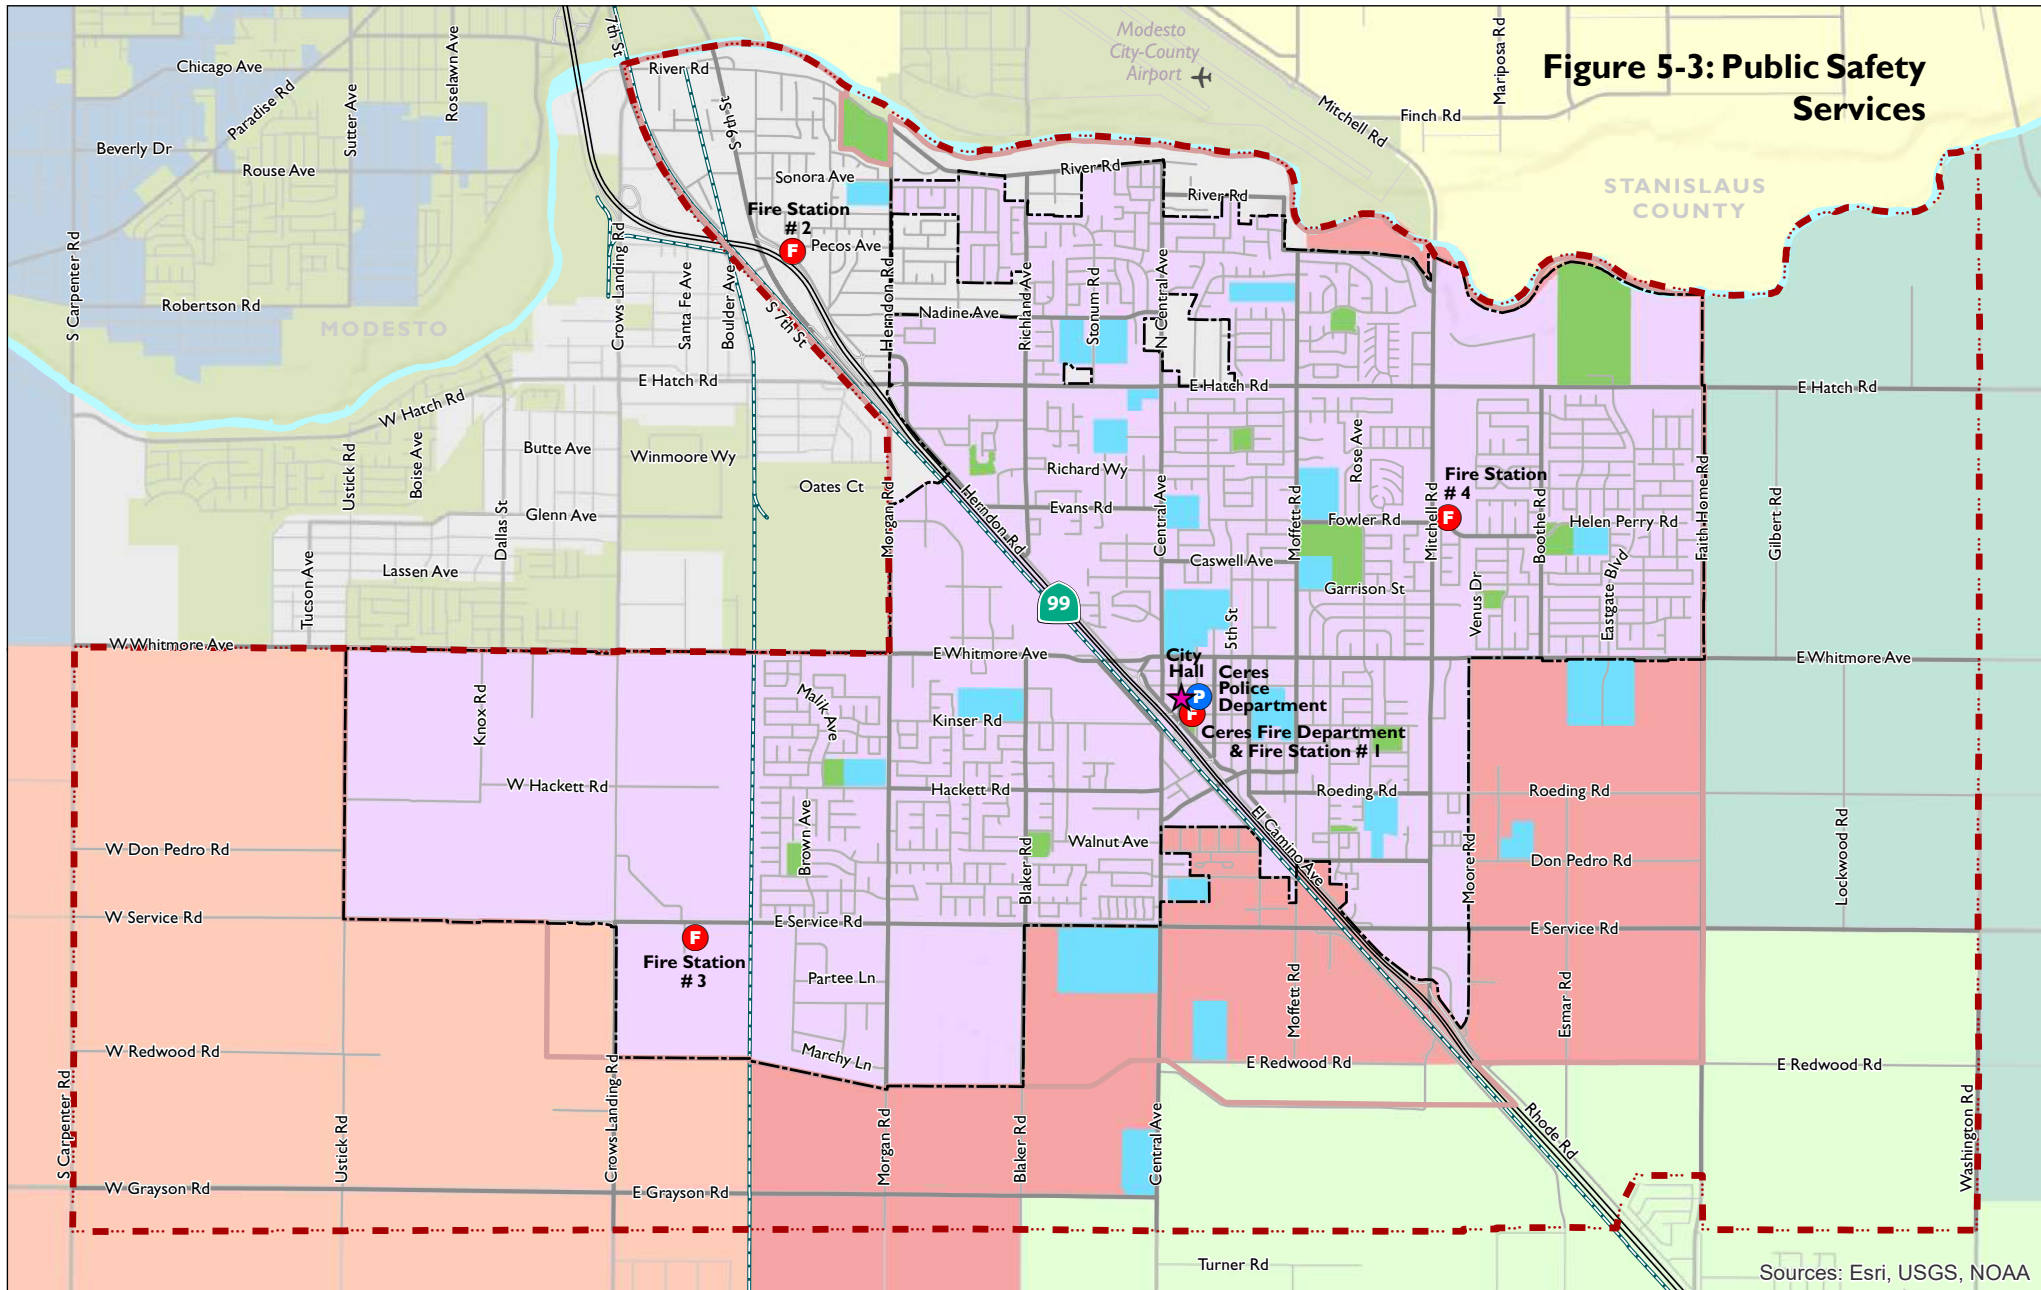 Figure 5-3: Public Safety
Services
Modesto
City-County
Airport
STANISLAUS
COUNTY
MODESTO
7th St
River Rd
Chicago Ave
Paradise Rd
Sutter Ave
Roselawn Ave
Beverly Dr
Rouse Ave
S 9th St
Mitchell Rd
Finch Rd
Mariposa Rd
Sonora Ave
River Rd
River Rd
Fire Station
# 2
F
Pecos Ave
S Carpenter Rd
Robertson Rd
Crows Landing Rd
Santa Fe Ave
Boulder Ave
S 7th St
Herndon Rd
Nadine Ave
Richland Ave
Stonum Rd
N Central Ave
E Hatch Rd
E Hatch Rd
E Hatch Rd
W Hatch Rd
Ustick Rd
Boise Ave
Butte Ave
Winmoore Wy
Oates Ct
Glenn Ave
Dallas St
Tucson Ave
Lassen Ave
Morgan Rd
Herndon Rd
Richard Wy
Evans Rd
Central Ave
Moffett Rd
Rose Ave
Fowler Rd
Mitchell Rd
Fire Station
# 4
F
Boothe Rd
Helen Perry Rd
Faith Home Rd
Gilbert Rd
Caswell Ave
Garrison St
Venus Dr
Eastgate Blvd
5th St
99
W Whitmore Ave
E Whitmore Ave
E Whitmore Ave
City
Hall
P
F
Ceres
Police
Department
Ceres Fire Department
& Fire Station # 1
Knox Rd
Malik Ave
Kinser Rd
W Hackett Rd
Hackett Rd
Roeding Rd
Roeding Rd
Brown Ave
Blaker Rd
Walnut Ave
El Camino Ave
Moore Rd
Don Pedro Rd
Lockwood Rd
W Don Pedro Rd
W Service Rd
E Service Rd
E Service Rd
F
Fire Station
# 3
Partee Ln
Marchy Ln
Moffett Rd
Esmar Rd
W Redwood Rd
E Redwood Rd
E Redwood Rd
S Carpenter Rd
Ustick Rd
Crows Landing Rd
Morgan Rd
Blaker Rd
Central Ave
Rhode Rd
Washington Rd
W Grayson Rd
E Grayson Rd
Turner Rd
Sources: Esri, USGS, NOAA